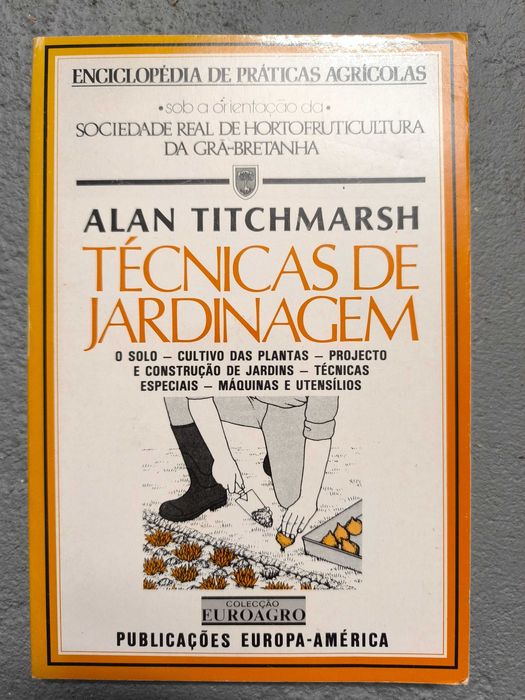 ENCICLOPÉDIA DE PRÁTICAS AGRÍCOLAS
• sob a orientação da •
SOCIEDADE REAL DE HORTOFRUTICULTURA
DA GRÃ-BRETANHA
ALAN TITCHMARSH
TÉCNICAS DE
JARDINAGEM
O SOLO – CULTIVO DAS PLANTAS – PROJECTO
E CONSTRUÇÃO DE JARDINS – TÉCNICAS
ESPECIAIS – MÁQUINAS E UTENSÍLIOS
COLECÇÃO
EUROAGRO
PUBLICAÇÕES EUROPA-AMÉRICA